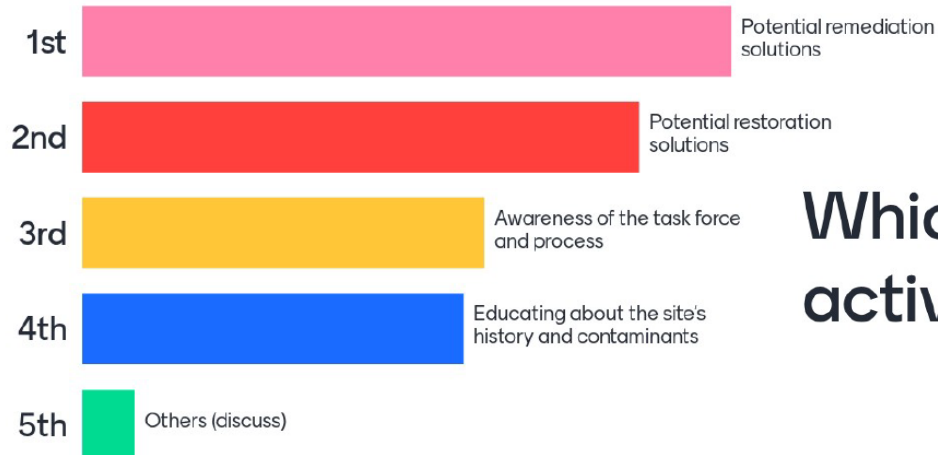 1st
Potential remediation
solutions
2nd
Potential restoration
solutions
3rd
Awareness of the task force
and process
4th
Educating about the site's
history and contaminants
5th
Others (discuss)